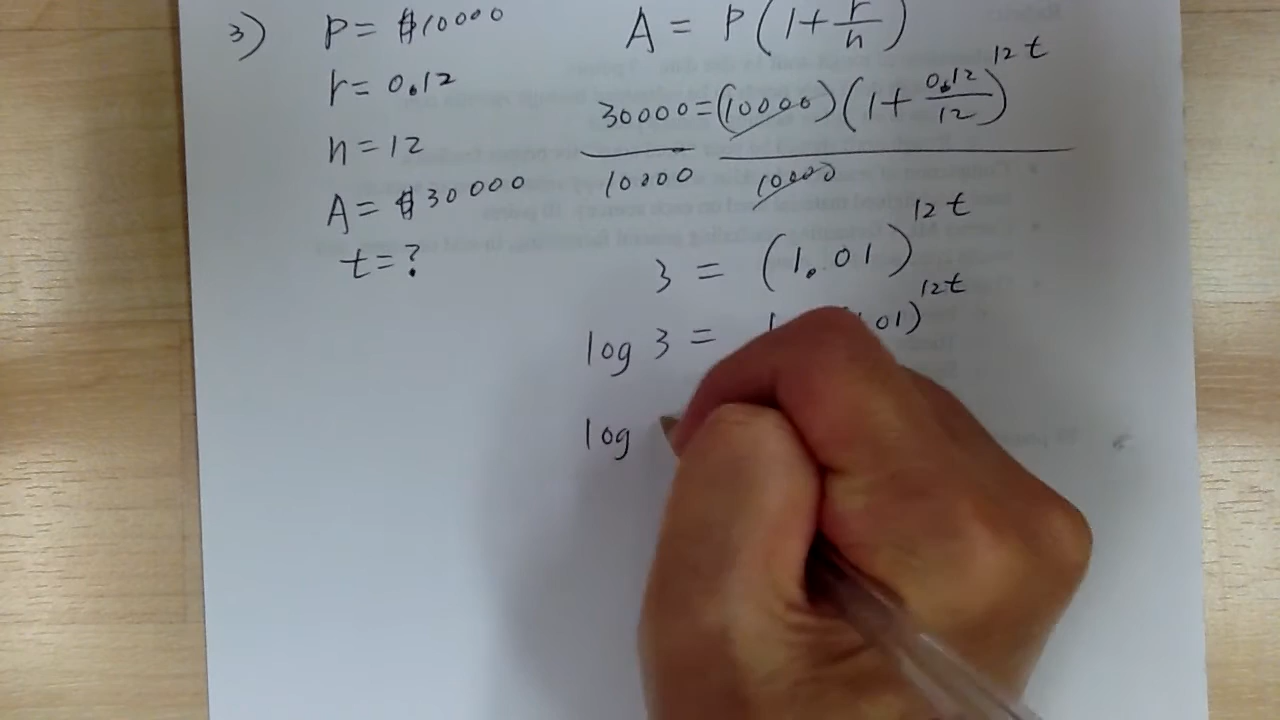 3) P = $10000
r = 0.12
n = 12
A = $30000
t = ?
A = P(1 + r/n)
30000 = (10000)(1 + 0.12/12)^12t
10000 10000
3 = (1.01)^12t
log 3 = 01)^12t
log